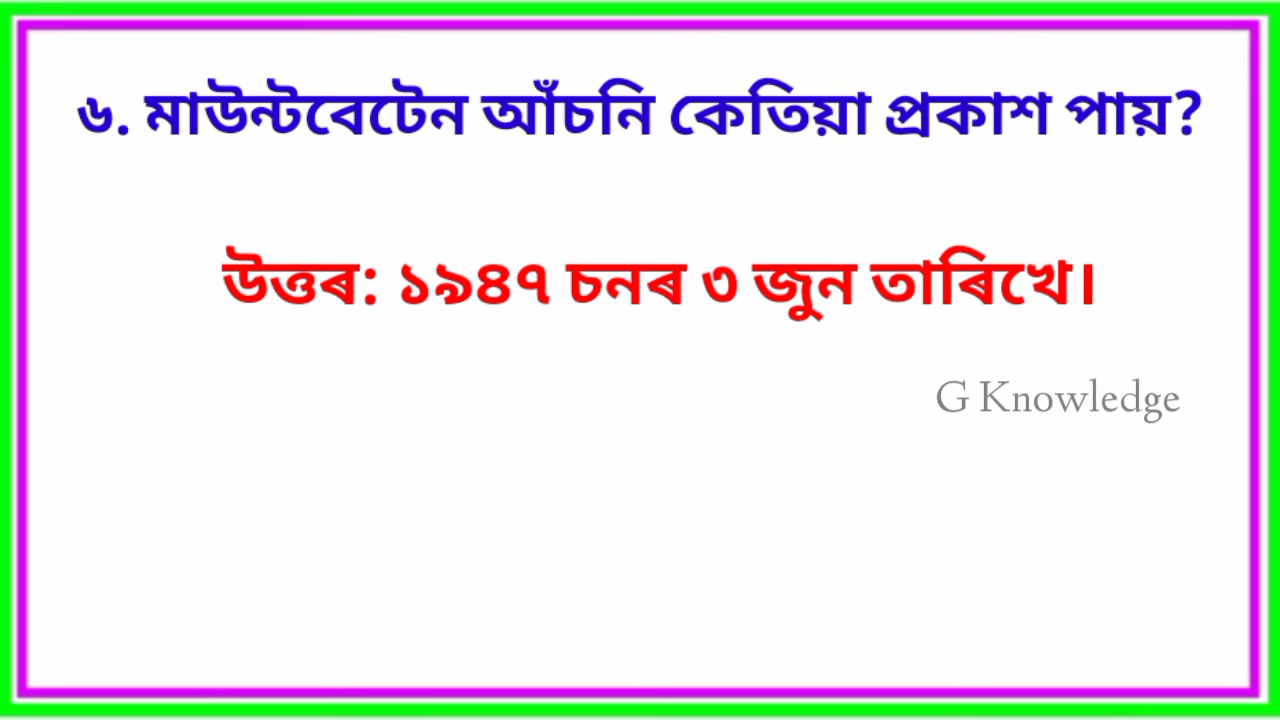 ৬. মাউন্টবেটেন আঁচনি কেতিয়া প্ৰকাশ পায়?
উত্তৰ: ১৯৪৭ চনৰ ৩ জুন তাৰিখে।
G Knowledge